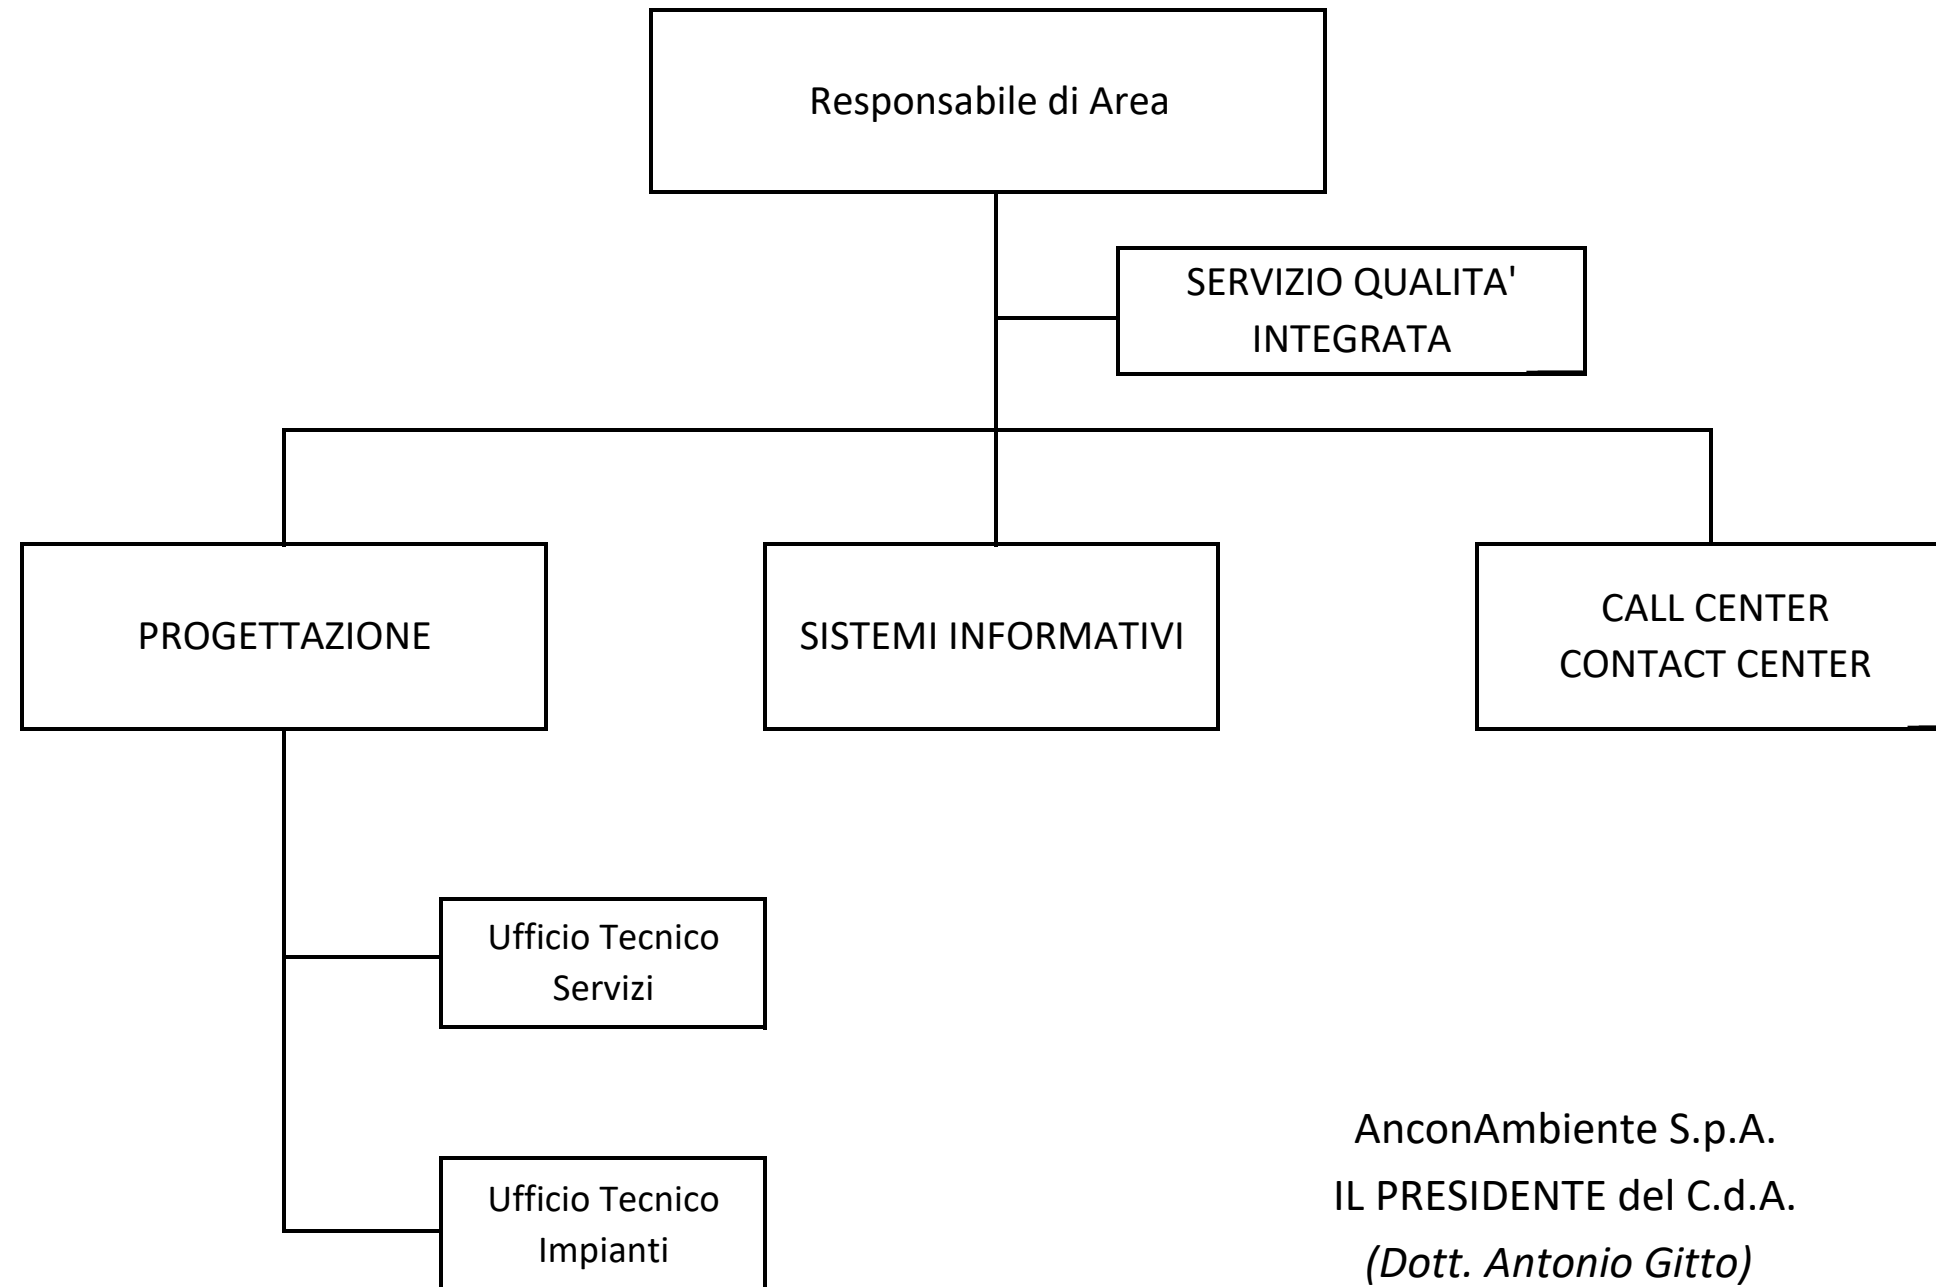 Responsabile di Area
SERVIZIO QUALITA'
INTEGRATA
PROGETTAZIONE
SISTEMI INFORMATIVI
CALL CENTER
CONTACT CENTER
Ufficio Tecnico
Servizi
Ufficio Tecnico
Impianti
AnconAmbiente S.p.A.
IL PRESIDENTE del C.d.A.
(Dott. Antonio Gitto)